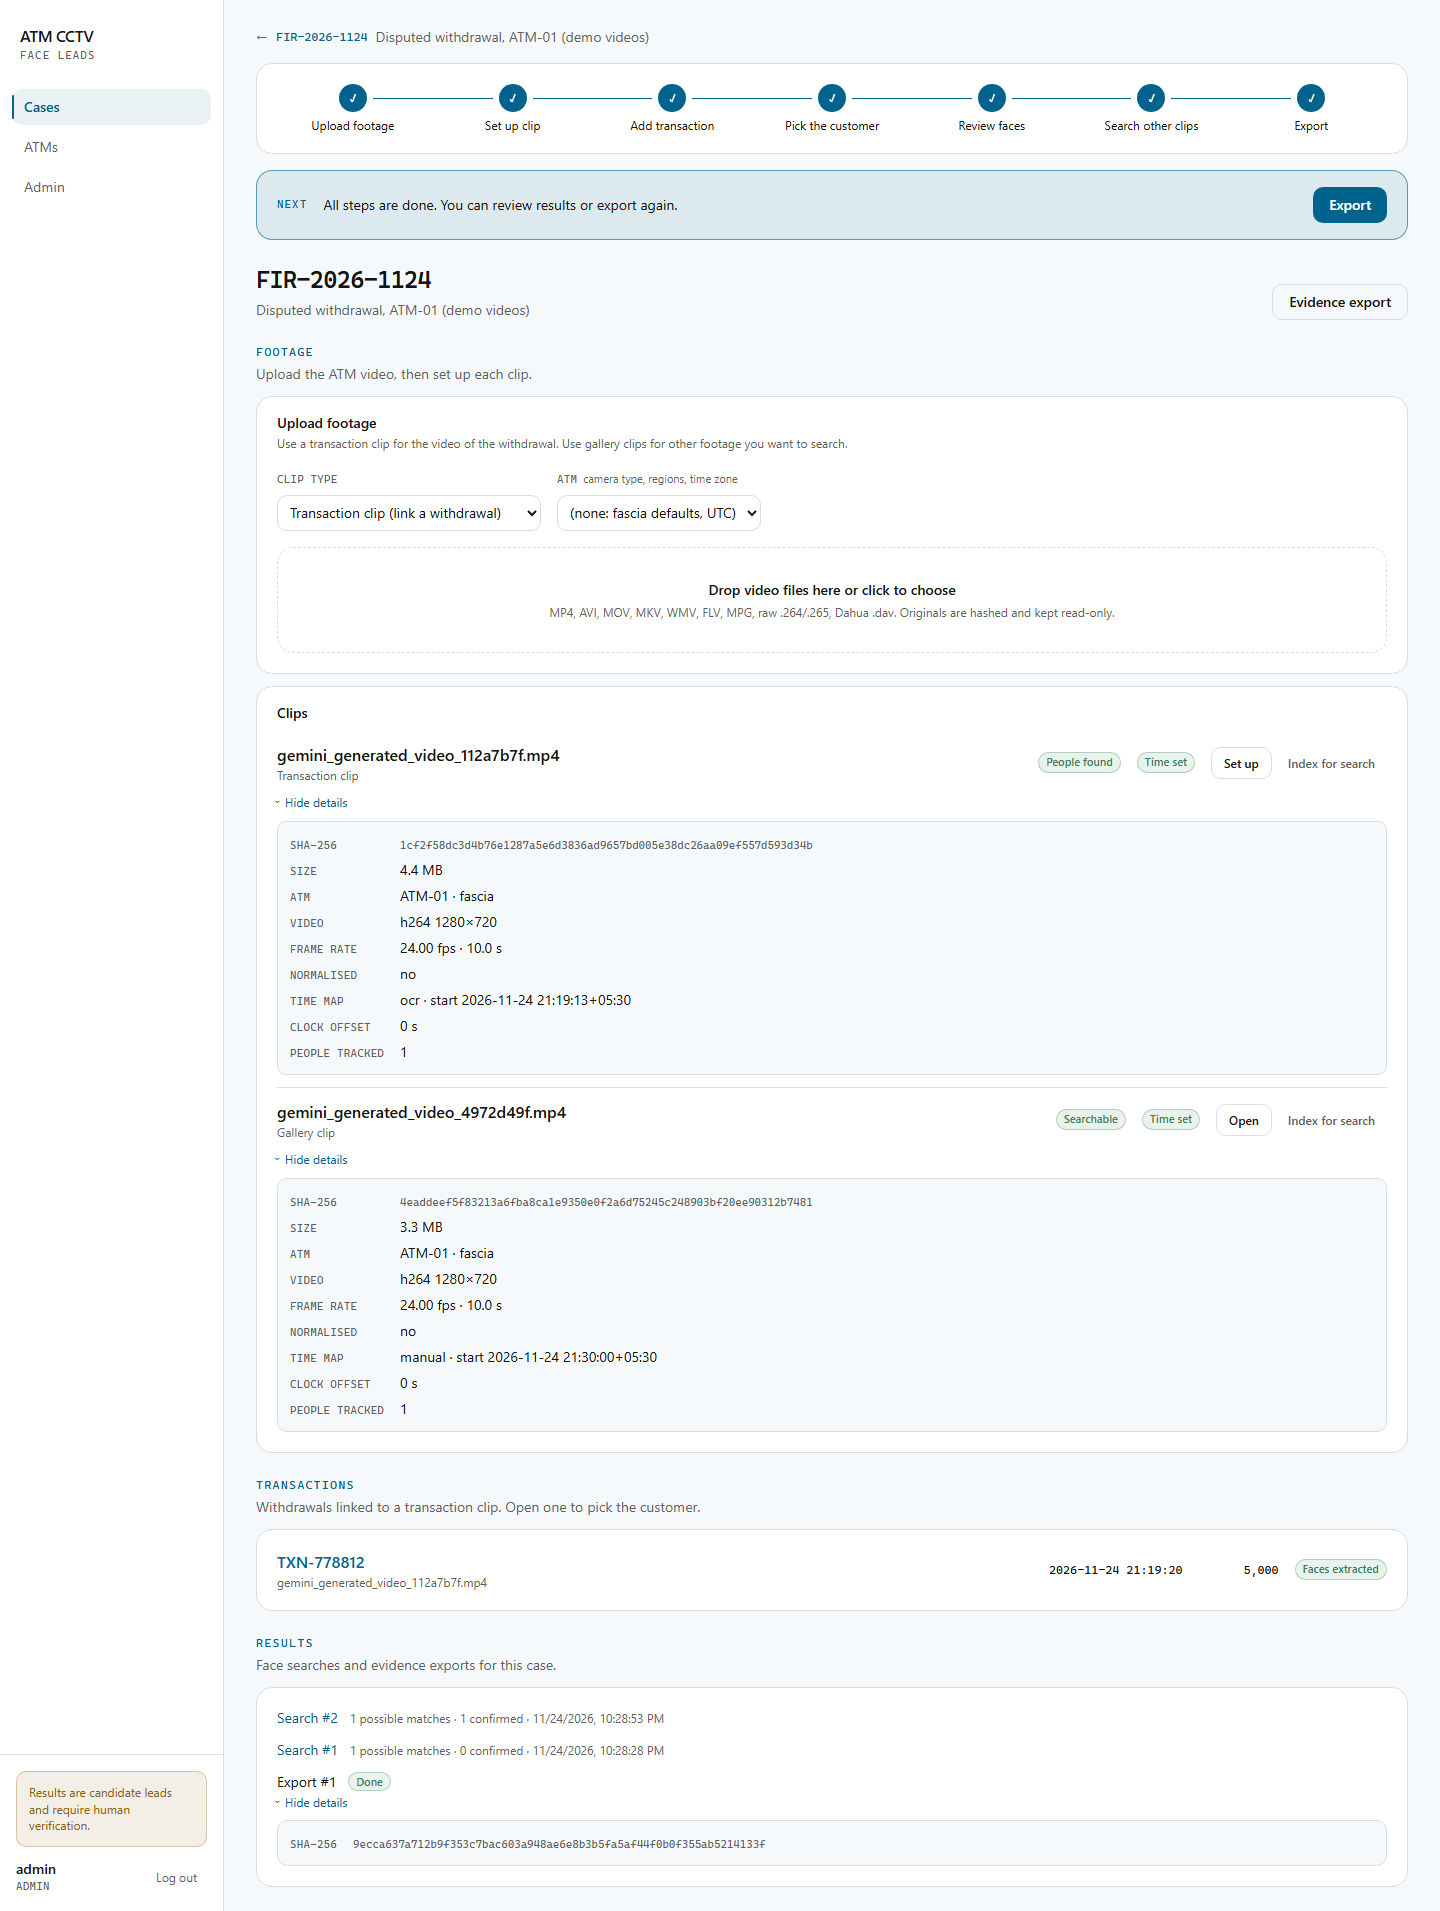 ATM CCTV
FACE LEADS
Cases
ATMs
Admin
← FIR-2026-1124 Disputed withdrawal, ATM-01 (demo videos)
✓ ✓ ✓ ✓ ✓ ✓ ✓
Upload footage Set up clip Add transaction Pick the customer Review faces Search other clips Export
NEXT All steps are done. You can review results or export again. Export
FIR-2026-1124
Disputed withdrawal, ATM-01 (demo videos)
Evidence export
FOOTAGE
Upload the ATM video, then set up each clip.
Upload footage
Use a transaction clip for the video of the withdrawal. Use gallery clips for other footage you want to search.
CLIP TYPE ATM camera type, regions, time zone
Transaction clip (link a withdrawal) (none: fascia defaults, UTC)
Drop video files here or click to choose
MP4, AVI, MOV, MKV, WMV, FLV, MPG, raw .264/.265, Dahua .dav. Originals are hashed and kept read-only.
Clips
gemini_generated_video_112a7b7f.mp4
Transaction clip
People found Time set Set up Index for search
Hide details
SHA-256 1cf2f58dc3d4b76e1287a5e6d3836ad9657bd005e38dc26aa09ef557d593d34b
SIZE 4.4 MB
ATM ATM-01 · fascia
VIDEO h264 1280×720
FRAME RATE 24.00 fps · 10.0 s
NORMALISED no
TIME MAP ocr · start 2026-11-24 21:19:13+05:30
CLOCK OFFSET 0 s
PEOPLE TRACKED 1
gemini_generated_video_4972d49f.mp4
Gallery clip
Searchable Time set Open Index for search
Hide details
SHA-256 4eaddeef5f83213a6fba8ca1e9350e0f2a6d75245c248903bf20ee90312b7481
SIZE 3.3 MB
ATM ATM-01 · fascia
VIDEO h264 1280×720
FRAME RATE 24.00 fps · 10.0 s
NORMALISED no
TIME MAP manual · start 2026-11-24 21:30:00+05:30
CLOCK OFFSET 0 s
PEOPLE TRACKED 1
TRANSACTIONS
Withdrawals linked to a transaction clip. Open one to pick the customer.
TXN-778812
gemini_generated_video_112a7b7f.mp4
2026-11-24 21:19:20 5,000 Faces extracted
RESULTS
Face searches and evidence exports for this case.
Search #2 1 possible matches · 1 confirmed · 11/24/2026, 10:28:53 PM
Search #1 1 possible matches · 0 confirmed · 11/24/2026, 10:28:28 PM
Export #1 Done
Hide details
SHA-256 9ecca637a712b9f353c7bac603a948ae6e8b3b5fa5af44f0b0f355ab5214133f
Results are candidate leads
and require human
verification.
admin
ADMIN
Log out